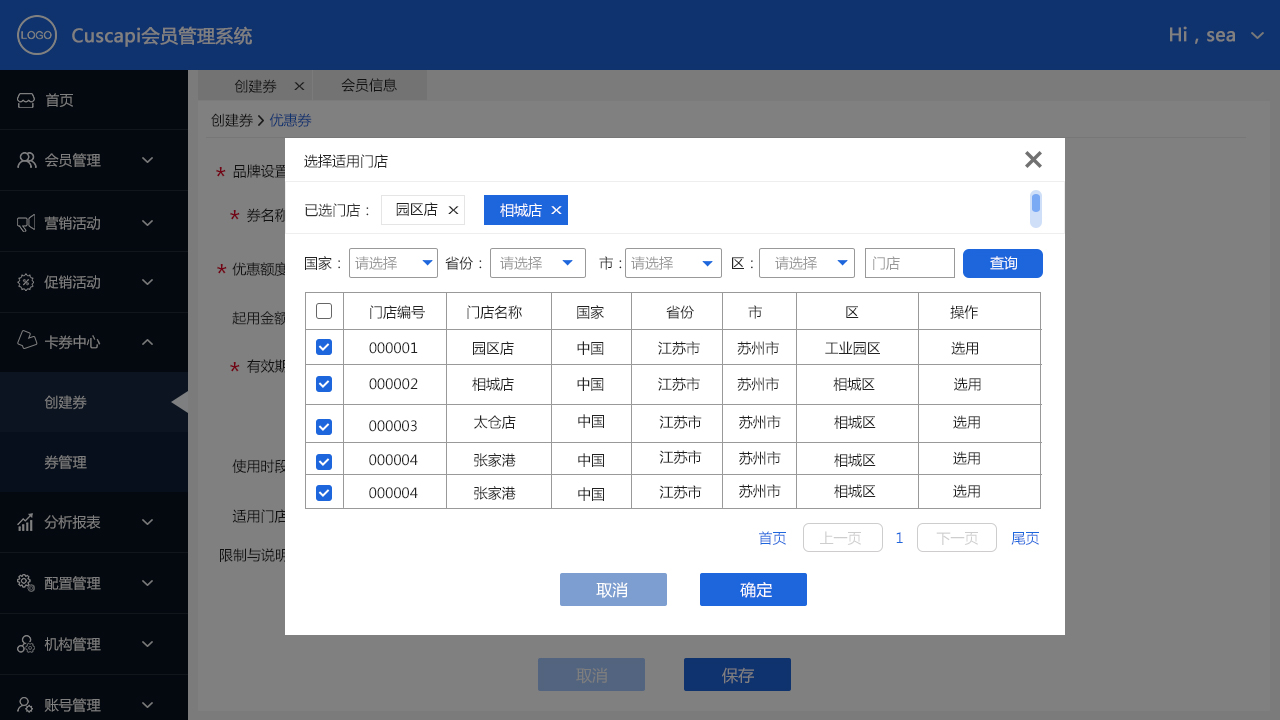 LOGO Cuscapi会员管理系统 Hi , sea
创建券 × 会员信息
创建券 > 优惠券
首页
会员管理
营销活动
促销活动
卡券中心
创建券
券管理
分析报表
配置管理
机构管理
账号管理
* 品牌设置
* 券名称
* 优惠额度
起用金额
* 有效期
使用时段
适用门店
限制与说明
选择适用门店
已选门店 : 园区店 × 相城店 ×
国家 : 请选择 省份 : 请选择 市 : 请选择 区 : 请选择 门店 查询
门店编号 门店名称 国家 省份 市 区 操作
000001 园区店 中国 江苏市 苏州市 工业园区 选用
000002 相城店 中国 江苏市 苏州市 相城区 选用
000003 太仓店 中国 江苏市 苏州市 相城区 选用
000004 张家港 中国 江苏市 苏州市 相城区 选用
000004 张家港 中国 江苏市 苏州市 相城区 选用
首页 上一页 1 下一页 尾页
取消 确定
取消 保存